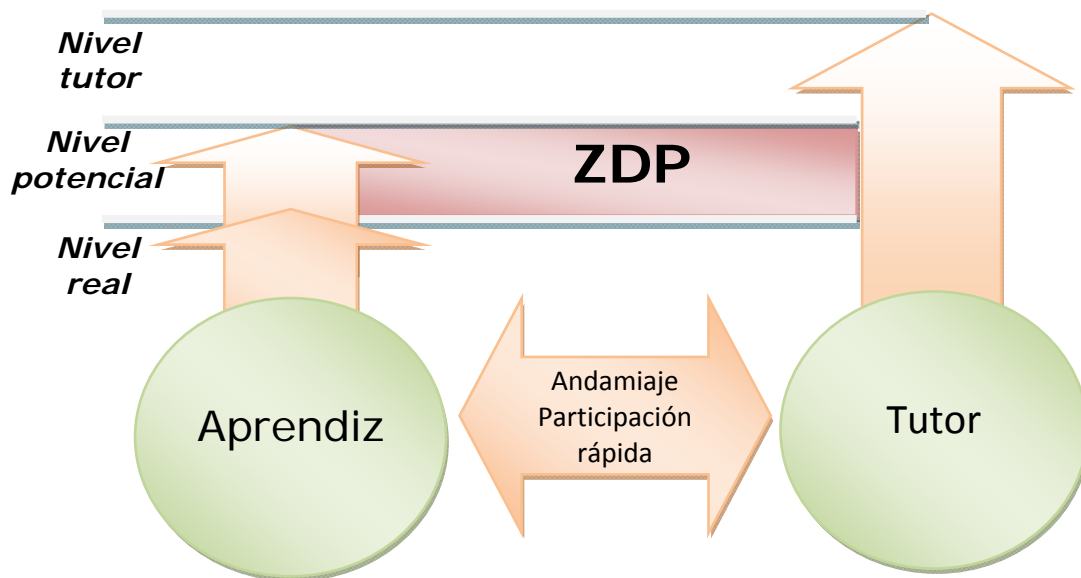 Nivel
tutor
Nivel
potencial
ZDP
Nivel
real
Aprendiz
Andamiaje
Participación
rápida
Tutor